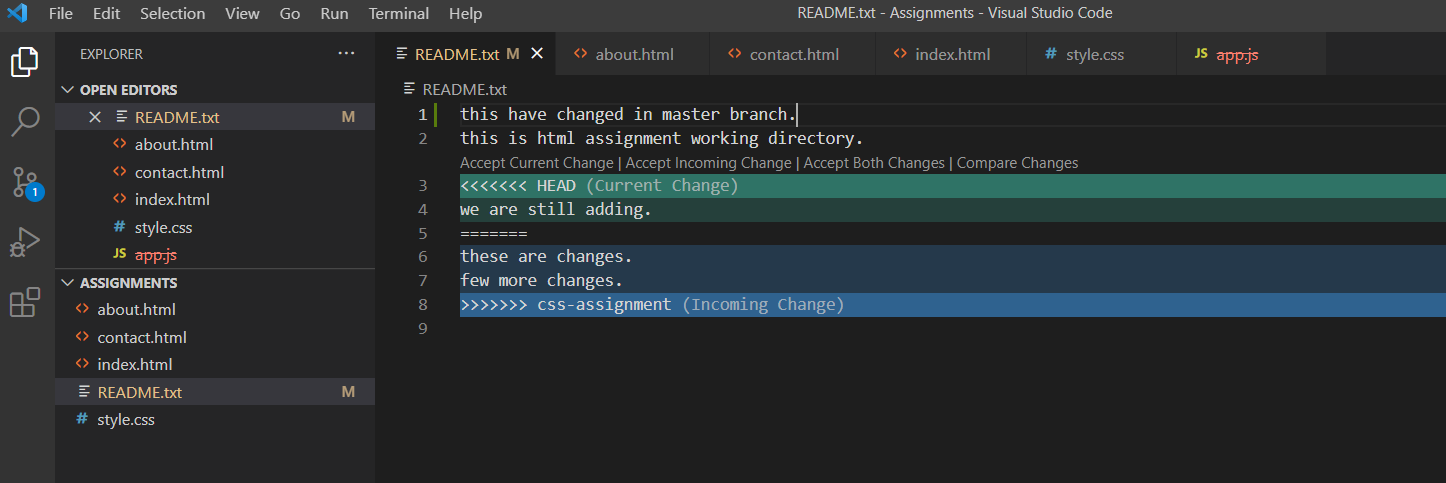 File Edit Selection View Go Run Terminal Help README.txt - Assignments - Visual Studio Code
EXPLORER ...
OPEN EDITORS
README.txt M
about.html
contact.html
index.html
# style.css
JS app.js
ASSIGNMENTS
about.html
contact.html
index.html
README.txt M
# style.css
1
README.txt M about.html contact.html index.html # style.css JS app.js
README.txt
1 this have changed in master branch.
2 this is html assignment working directory.
Accept Current Change | Accept Incoming Change | Accept Both Changes | Compare Changes
3 <<<<<<< HEAD (Current Change)
4 we are still adding.
5 =======
6 these are changes.
7 few more changes.
8 >>>>>>> css-assignment (Incoming Change)
9